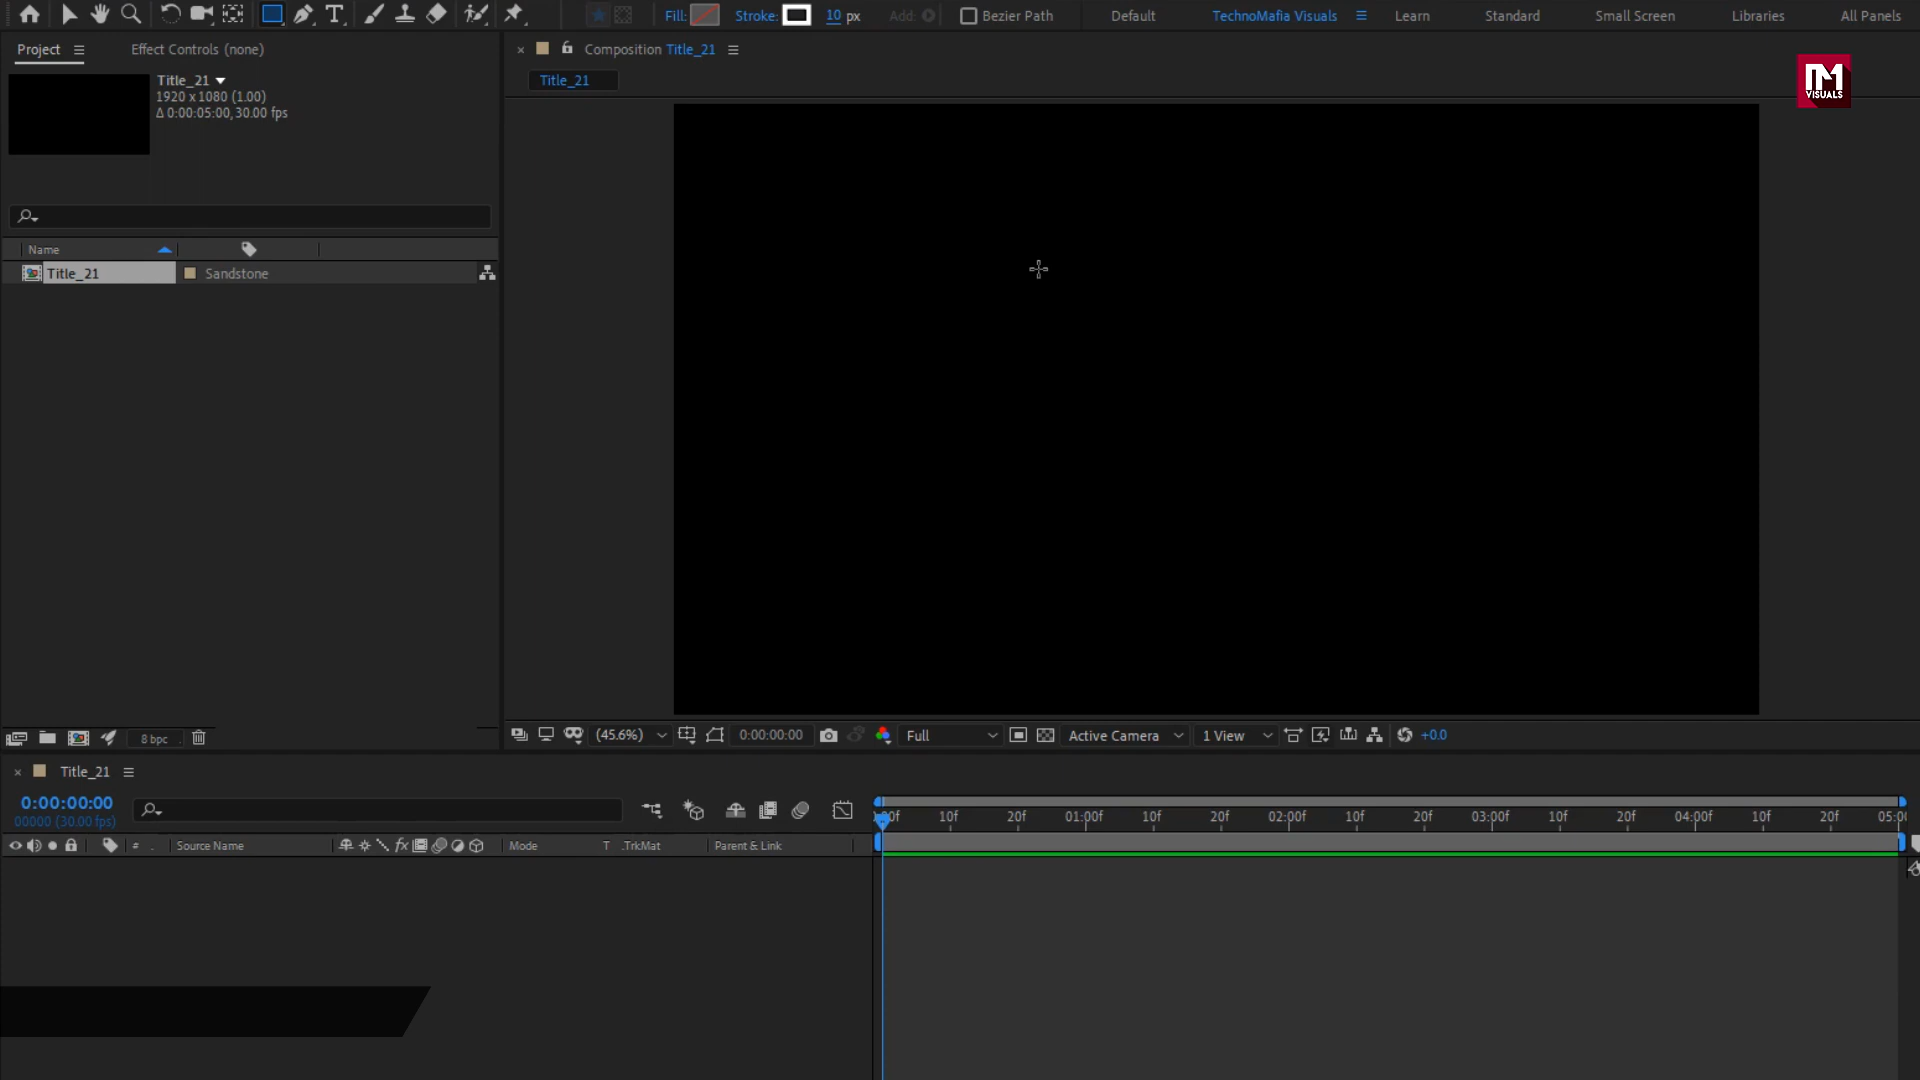 Fill: Stroke: 10 px Add: Bezier Path Default TechnoMafia Visuals Learn Standard Small Screen Libraries All Panels
Project Effect Controls (none)
Composition Title_21
Title_21
Title_21
1920 x 1080 (1.00)
Δ 0:00:05:00, 30.00 fps
VISUALS
Name
Title_21 Sandstone
8 bpc
(45.6%) 0:00:00:00 Full Active Camera 1 View +0.0
Title_21
0:00:00:00
00000 (30.00 fps)
10f 20f 01:00f 10f 20f 02:00f 10f 20f 03:00f 10f 20f 04:00f 10f 20f
# Source Name fx Mode T .TrkMat Parent & Link